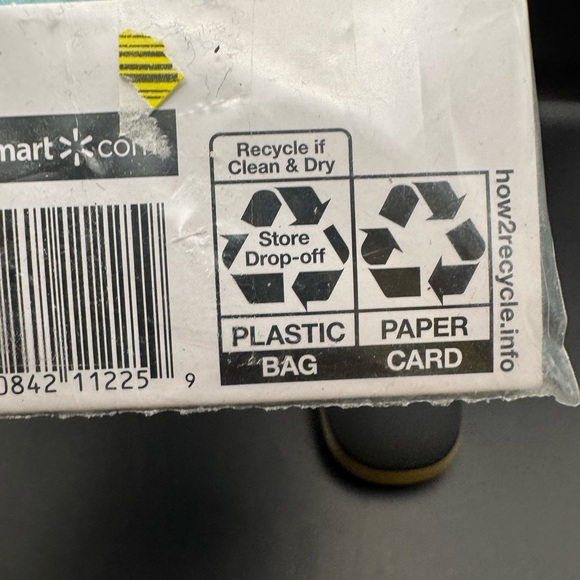 mart com
Recycle if
Clean & Dry
Store
Drop-off
PLASTIC
PAPER
BAG
CARD
how2recycle.info
0842 11225 9